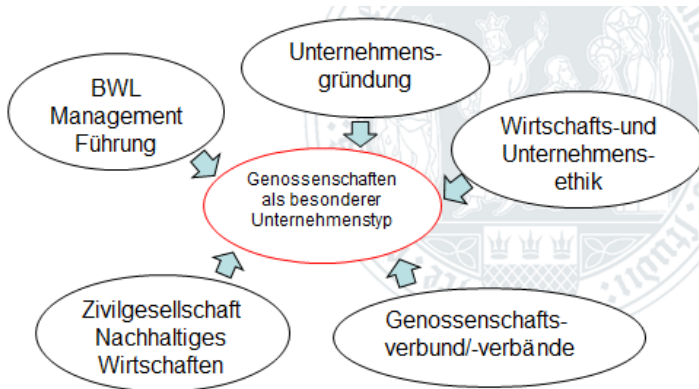 Unternehmens-
gründung
BWL
Management
Führung
Wirtschafts-und
Unternehmens-
ethik
Genossenschaften
als besonderer
Unternehmenstyp
Zivilgesellschaft
Nachhaltiges
Wirtschaften
Genossenschafts-
verbund/-verbände